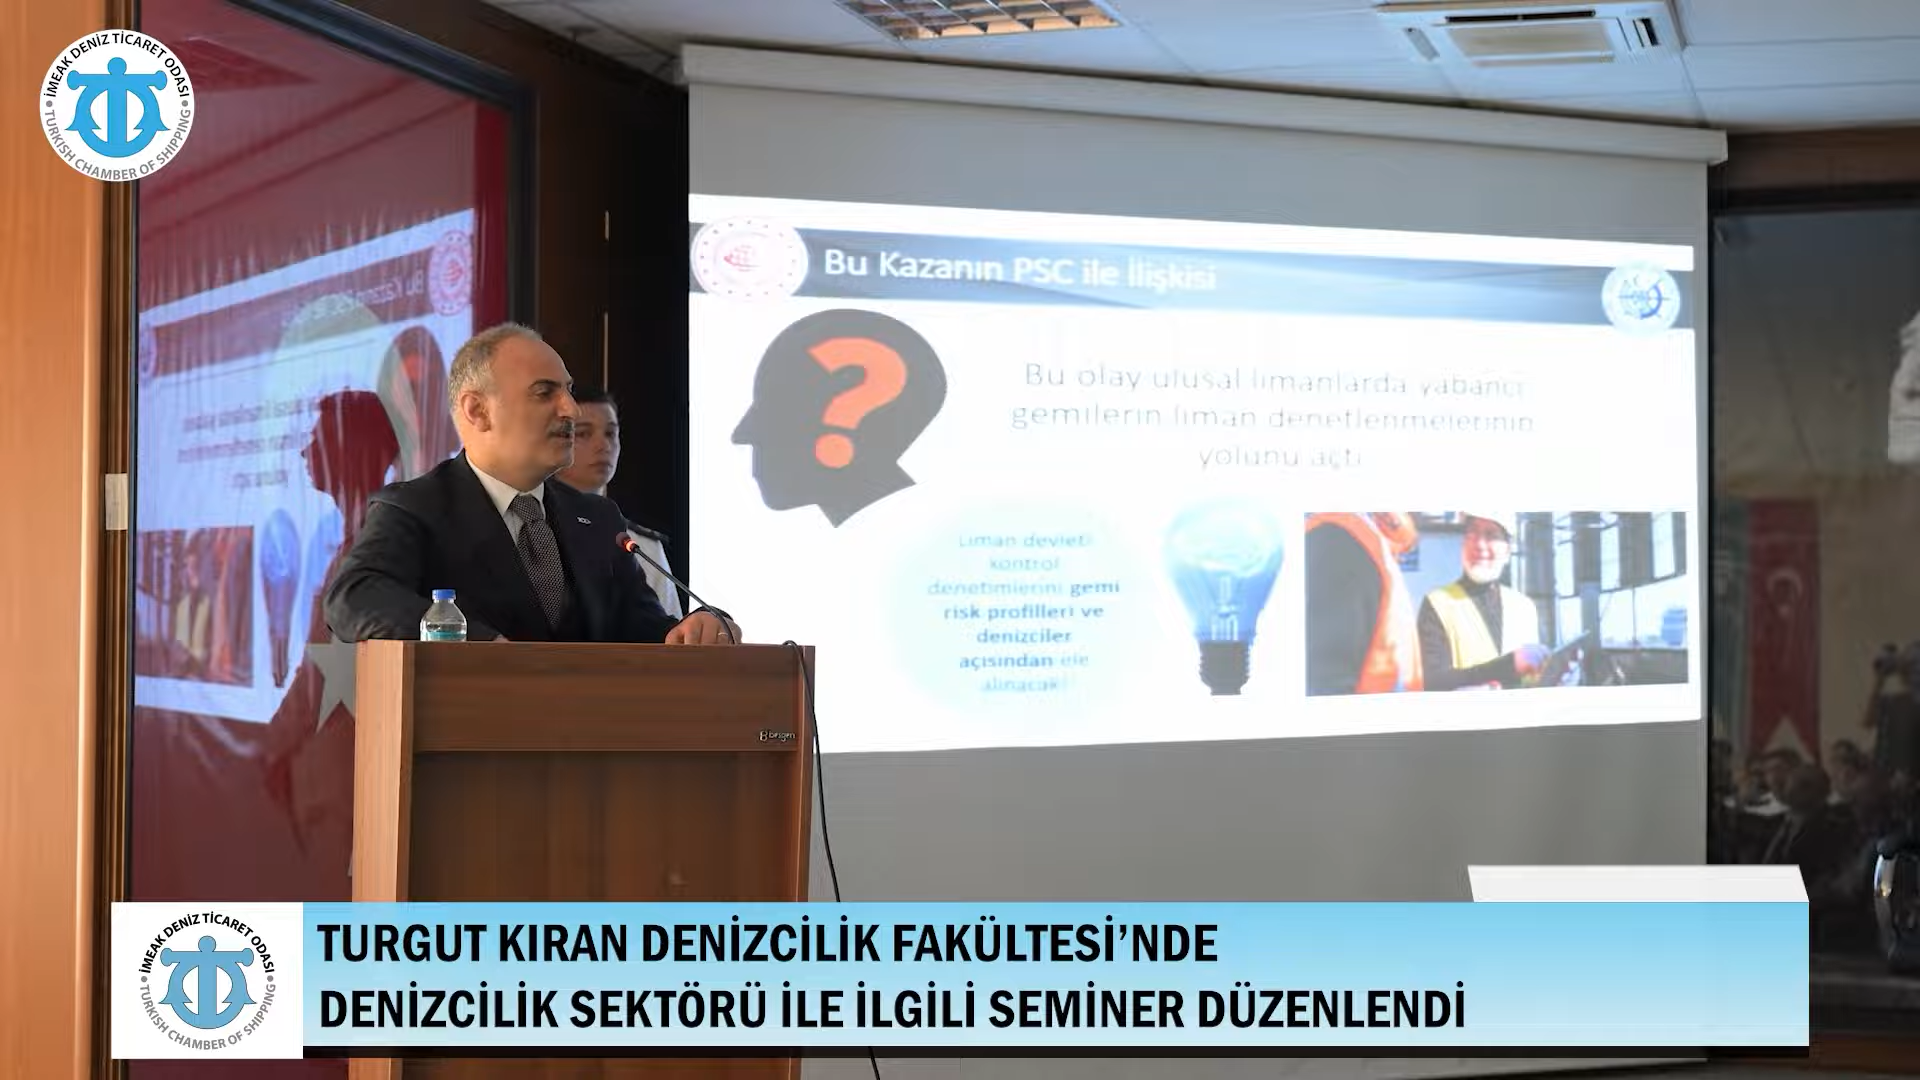 İMEAK DENİZ TİCARET ODASI
TURKISH CHAMBER OF SHIPPING
Bu Kazanın PSC ile İlişkisi
Bu olay ulusal limanlarda yabancı
gemilerin liman denetlenmelerinin
yolunu açtı
Liman devleti
kontrol
denetimlerini gemi
risk profilleri ve
denizciler
açısından ele
alınacak!
Bürogen
İMEAK DENİZ TİCARET ODASI
TURKISH CHAMBER OF SHIPPING
TURGUT KIRAN DENİZCİLİK FAKÜLTESİ’NDE
DENİZCİLİK SEKTÖRÜ İLE İLGİLİ SEMİNER DÜZENLENDİ